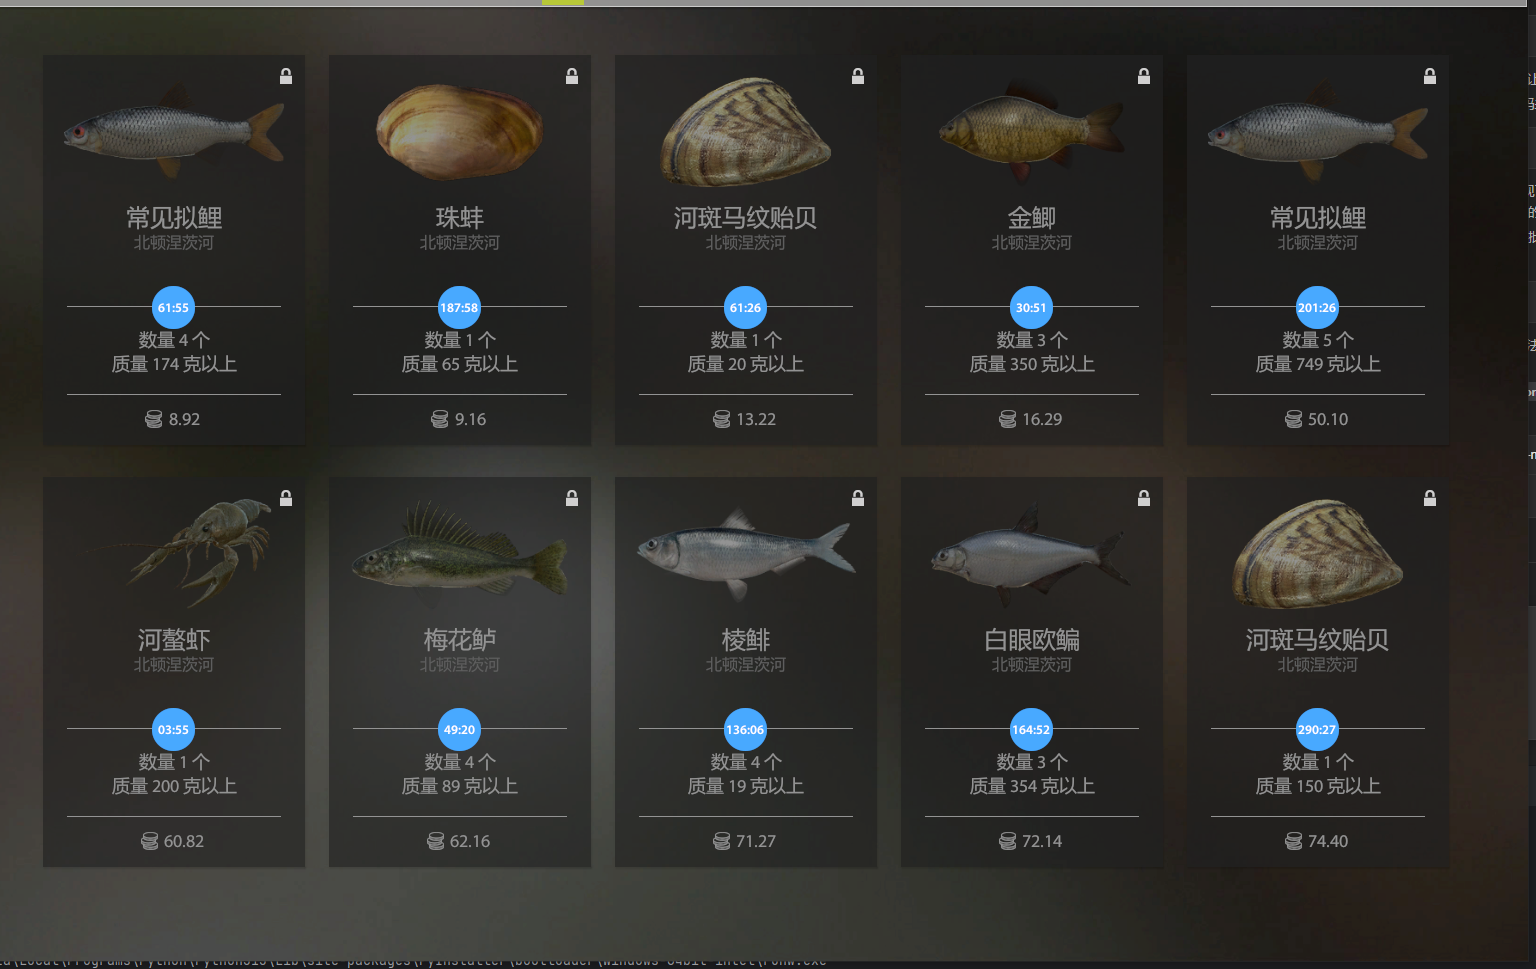 常见拟鲤
北顿涅茨河
61:55
数量 4 个
质量 174 克以上
8.92
珠蚌
北顿涅茨河
187:58
数量 1 个
质量 65 克以上
9.16
河斑马纹贻贝
北顿涅茨河
61:26
数量 1 个
质量 20 克以上
13.22
金鲫
北顿涅茨河
30:51
数量 3 个
质量 350 克以上
16.29
常见拟鲤
北顿涅茨河
201:26
数量 5 个
质量 749 克以上
50.10
河螯虾
北顿涅茨河
03:55
数量 1 个
质量 200 克以上
60.82
梅花鲈
北顿涅茨河
49:20
数量 4 个
质量 89 克以上
62.16
棱鲱
北顿涅茨河
136:06
数量 4 个
质量 19 克以上
71.27
白眼欧鳊
北顿涅茨河
164:52
数量 3 个
质量 354 克以上
72.14
河斑马纹贻贝
北顿涅茨河
290:27
数量 1 个
质量 150 克以上
74.40